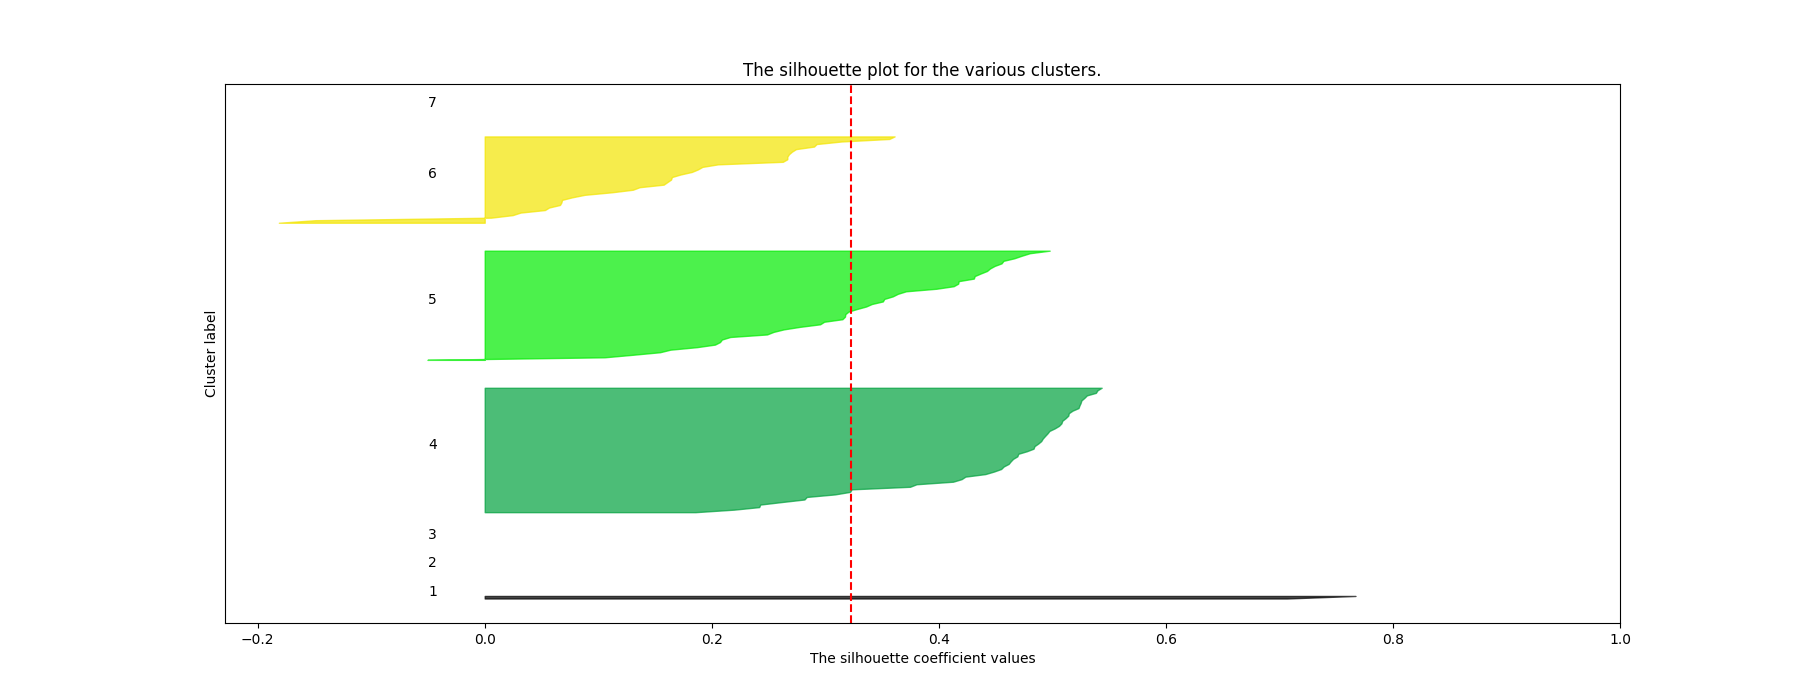 The silhouette plot for the various clusters.
7
6
5
4
3
2
1
Cluster label
−0.2 0.0 0.2 0.4 0.6 0.8 1.0
The silhouette coefficient values